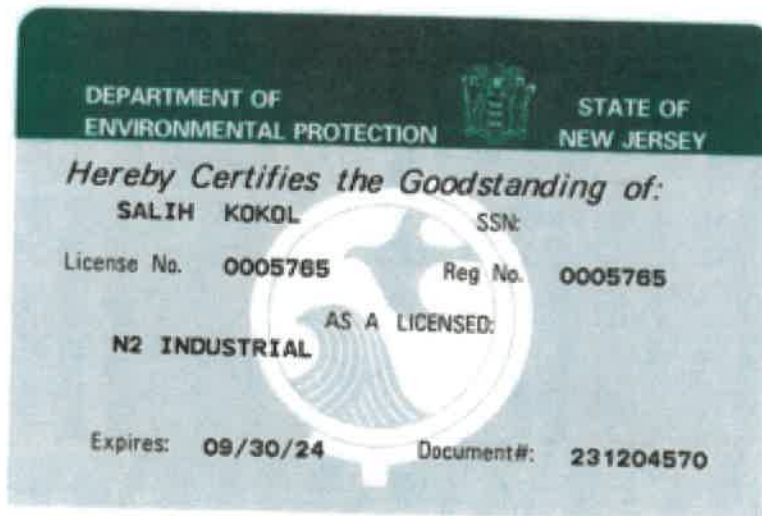 DEPARTMENT OF
ENVIRONMENTAL PROTECTION
STATE OF
NEW JERSEY
Hereby Certifies the Goodstanding of:
SALIH KOKOL SSN:
License No. 0005765 Reg No. 0005765
AS A LICENSED:
N2 INDUSTRIAL
Expires: 09/30/24 Document#: 231204570